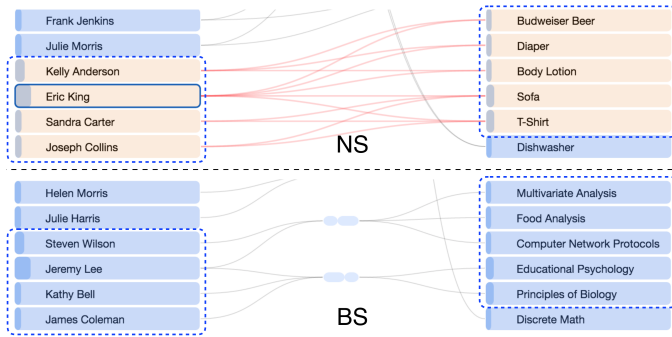 Frank Jenkins
Julie Morris
Kelly Anderson
Eric King
Sandra Carter
Joseph Collins
NS
Budweiser Beer
Diaper
Body Lotion
Sofa
T-Shirt
Dishwasher
Helen Morris
Julie Harris
Steven Wilson
Jeremy Lee
Kathy Bell
James Coleman
BS
Multivariate Analysis
Food Analysis
Computer Network Protocols
Educational Psychology
Principles of Biology
Discrete Math